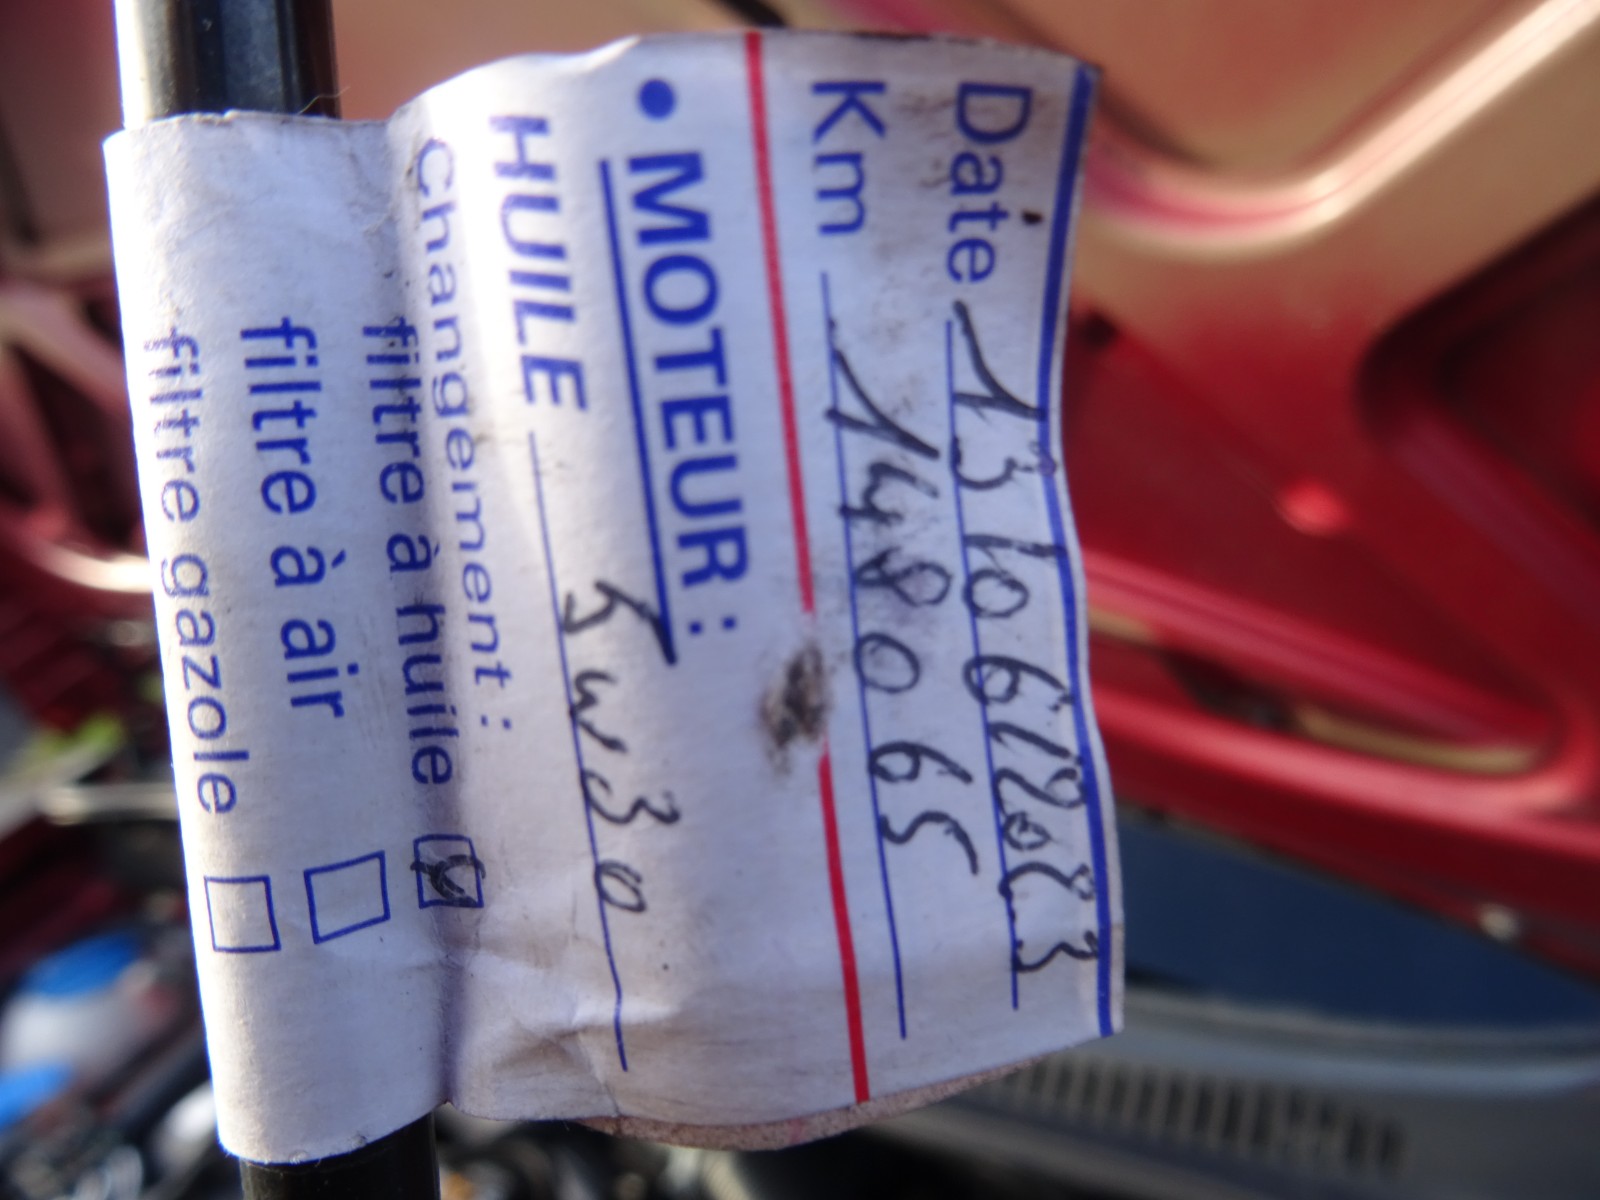 Date 13/06/2023
Km 148065
• MOTEUR :
HUILE 5w30
Changement :
filtre à huile
filtre à air
filtre gazole